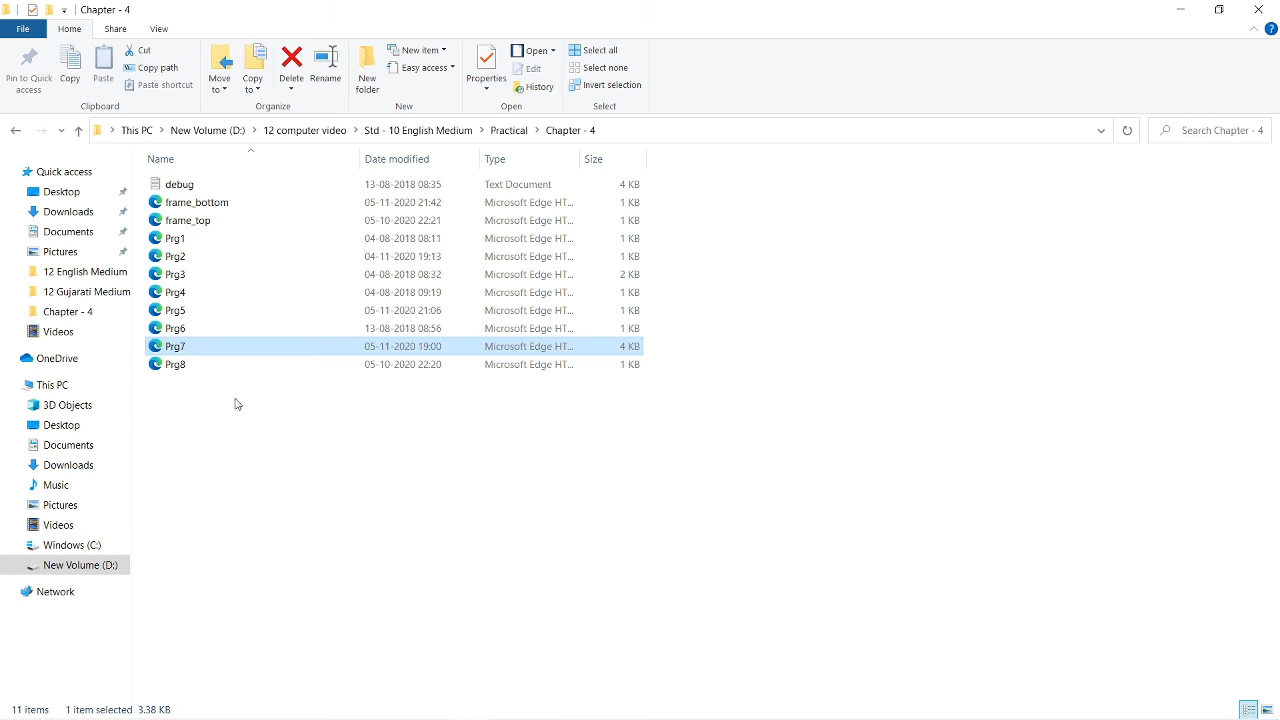 Chapter - 4
File Home Share View
Pin to Quick access
Copy
Paste
Cut
Copy path
Paste shortcut
Move to
Copy to
Delete
Rename
New folder
New item
Easy access
Properties
Open
Edit
History
Select all
Select none
Invert selection
Clipboard Organize New Open Select
This PC New Volume (D:) 12 computer video Std - 10 English Medium Practical Chapter - 4
Search Chapter - 4
Name Date modified Type Size
debug 13-08-2018 08:35 Text Document 4 KB
frame_bottom 05-11-2020 21:42 Microsoft Edge HT... 1 KB
frame_top 05-10-2020 22:21 Microsoft Edge HT... 1 KB
Prg1 04-08-2018 08:11 Microsoft Edge HT... 1 KB
Prg2 04-11-2020 19:13 Microsoft Edge HT... 1 KB
Prg3 04-08-2018 08:32 Microsoft Edge HT... 2 KB
Prg4 04-08-2018 09:19 Microsoft Edge HT... 1 KB
Prg5 05-11-2020 21:06 Microsoft Edge HT... 1 KB
Prg6 13-08-2018 08:56 Microsoft Edge HT... 1 KB
Prg7 05-11-2020 19:00 Microsoft Edge HT... 4 KB
Prg8 05-10-2020 22:20 Microsoft Edge HT... 1 KB
Quick access
Desktop
Downloads
Documents
Pictures
12 English Medium
12 Gujarati Medium
Chapter - 4
Videos
OneDrive
This PC
3D Objects
Desktop
Documents
Downloads
Music
Pictures
Videos
Windows (C:)
New Volume (D:)
Network
11 items 1 item selected 3.38 KB